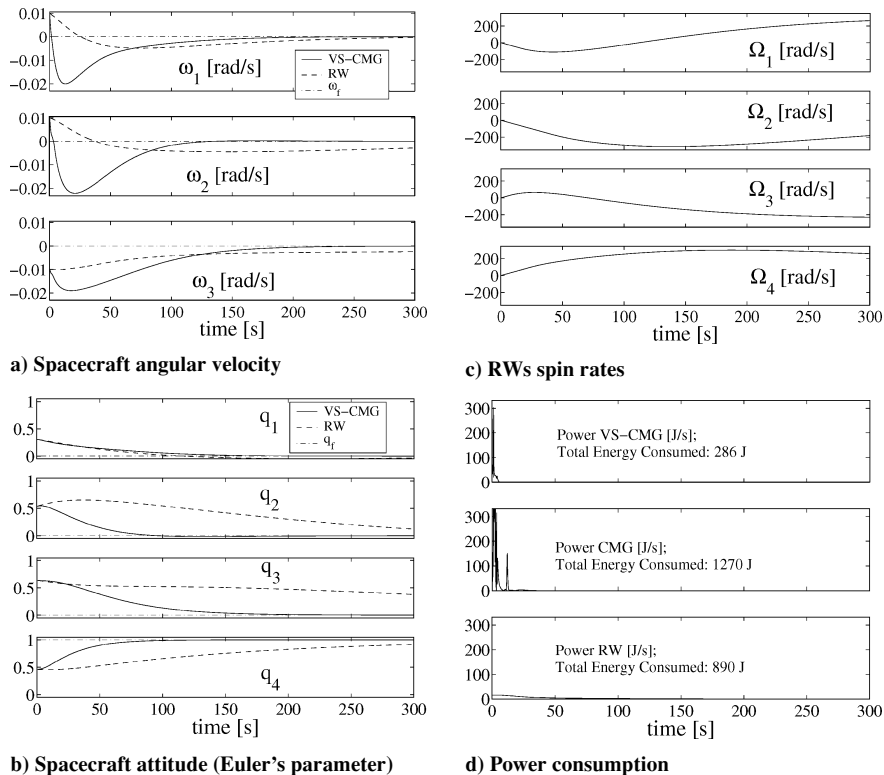 0.01
0
−0.01
−0.02
ω1 [rad/s]
VS−CMG
RW
ωf
0.01
0
−0.01
−0.02
ω2 [rad/s]
0.01
0
−0.01
−0.02
ω3 [rad/s]
0 50 100 150 200 250 300
time [s]
a) Spacecraft angular velocity
200
0
−200
Ω1 [rad/s]
200
0
−200
Ω2 [rad/s]
200
0
−200
Ω3 [rad/s]
200
0
−200
Ω4 [rad/s]
0 50 100 150 200 250 300
time [s]
c) RWs spin rates
1
0.5
0
q1
VS−CMG
RW
qf
1
0.5
0
q2
1
0.5
0
q3
1
0.5
0
q4
0 50 100 150 200 250 300
time [s]
b) Spacecraft attitude (Euler's parameter)
300
200
100
0
Power VS−CMG [J/s];
Total Energy Consumed: 286 J
300
200
100
0
Power CMG [J/s];
Total Energy Consumed: 1270 J
300
200
100
0
Power RW [J/s];
Total Energy Consumed: 890 J
0 50 100 150 200 250 300
time [s]
d) Power consumption